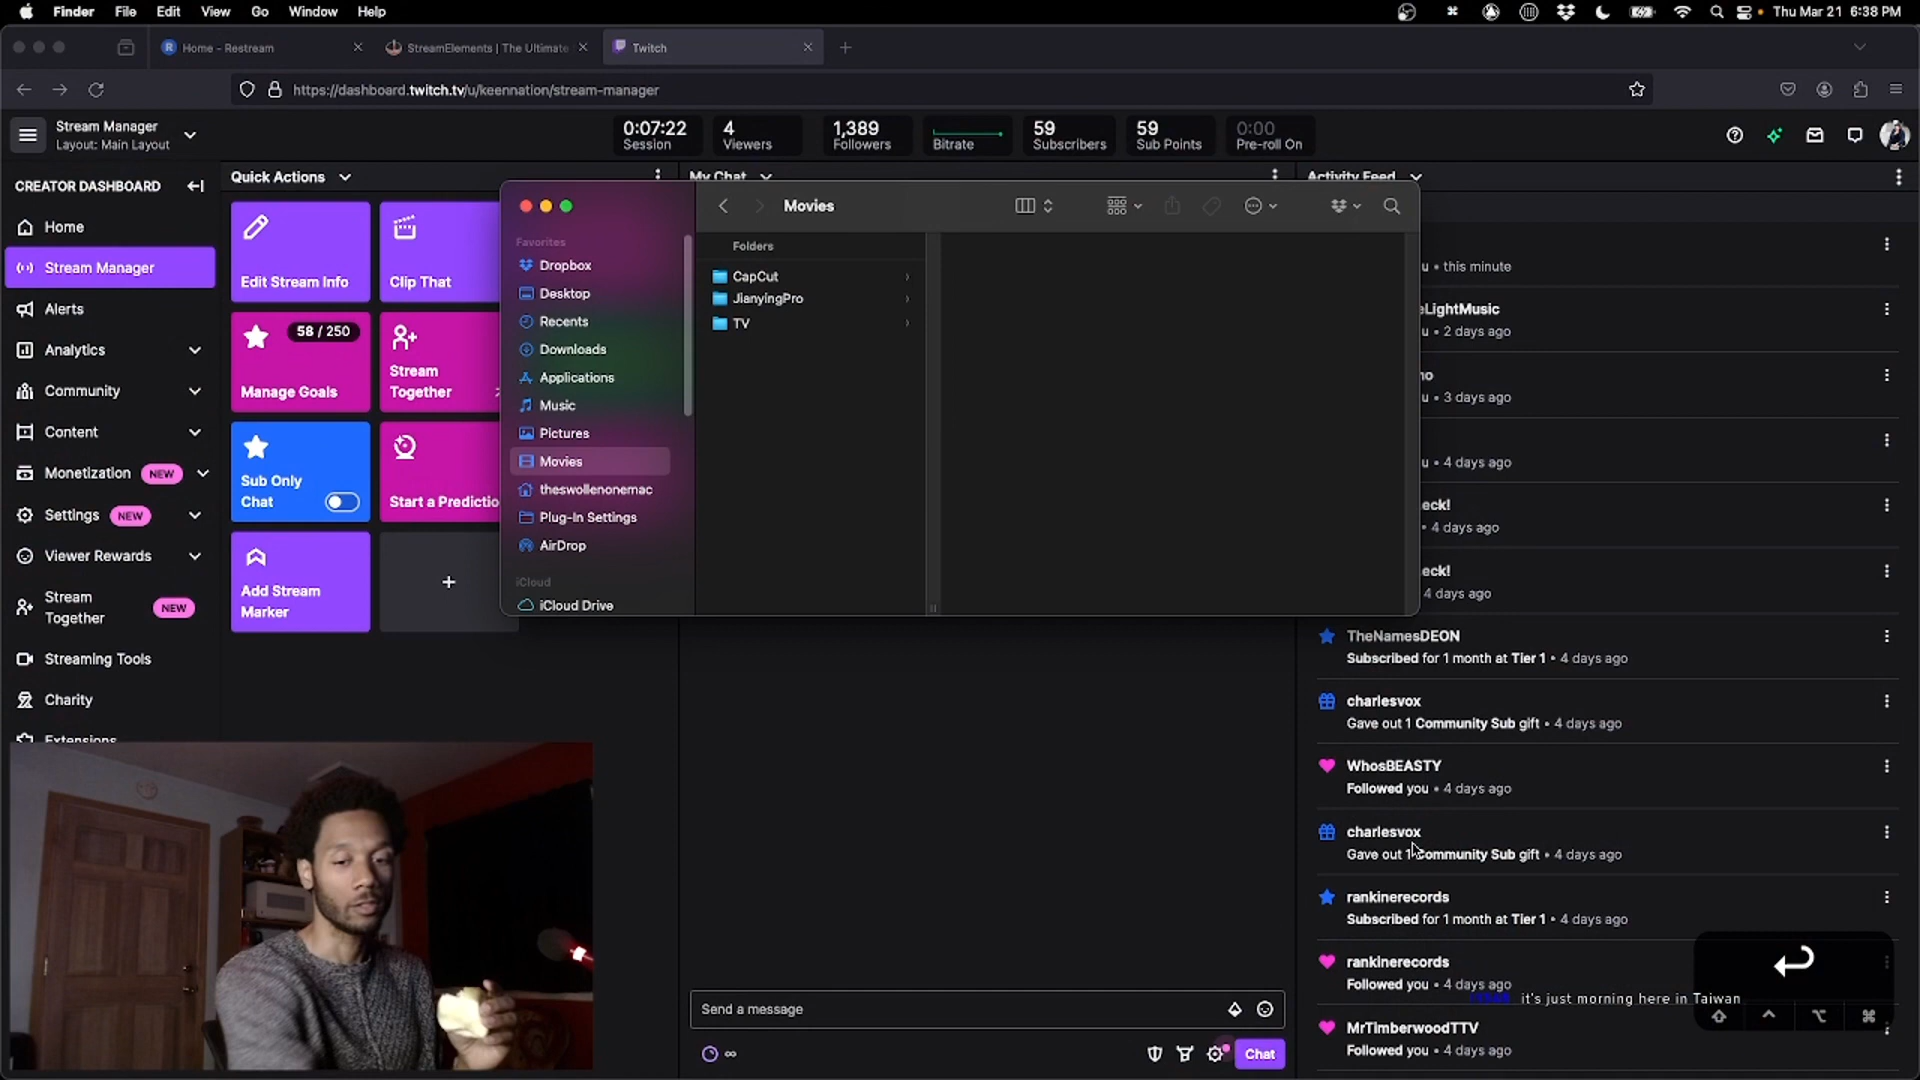 Finder File Edit View Go Window Help
Thu Mar 21 6:38 PM
Home - Restream
StreamElements | The Ultimate
Twitch
https://dashboard.twitch.tv/u/keennation/stream-manager
Stream Manager
Layout: Main Layout
0:07:22
Session
4
Viewers
1,389
Followers
Bitrate
59
Subscribers
59
Sub Points
0:00
Pre-roll On
CREATOR DASHBOARD
Home
Stream Manager
Alerts
Analytics
Community
Content
Monetization NEW
Settings NEW
Viewer Rewards
Stream
Together NEW
Streaming Tools
Charity
Extensions
Quick Actions
Edit Stream Info
Clip That
58 / 250
Manage Goals
Stream
Together
Sub Only
Chat
Start a Predictio
Add Stream
Marker
My Chat
Movies
Favorites
Dropbox
Desktop
Recents
Downloads
Applications
Music
Pictures
Movies
theswollenonemac
Plug-In Settings
AirDrop
iCloud
iCloud Drive
Folders
CapCut
JianyingPro
TV
Send a message
Chat
Activity Feed
u • this minute
eLightMusic
u • 2 days ago
no
u • 3 days ago
u • 4 days ago
eck!
• 4 days ago
eck!
4 days ago
TheNamesDEON
Subscribed for 1 month at Tier 1 • 4 days ago
charlesvox
Gave out 1 Community Sub gift • 4 days ago
WhosBEASTY
Followed you • 4 days ago
charlesvox
Gave out 1 Community Sub gift • 4 days ago
rankinerecords
Subscribed for 1 month at Tier 1 • 4 days ago
rankinerecords
Followed you • 4 days ago
it's just morning here in Taiwan
MrTimberwoodTTV
Followed you • 4 days ago